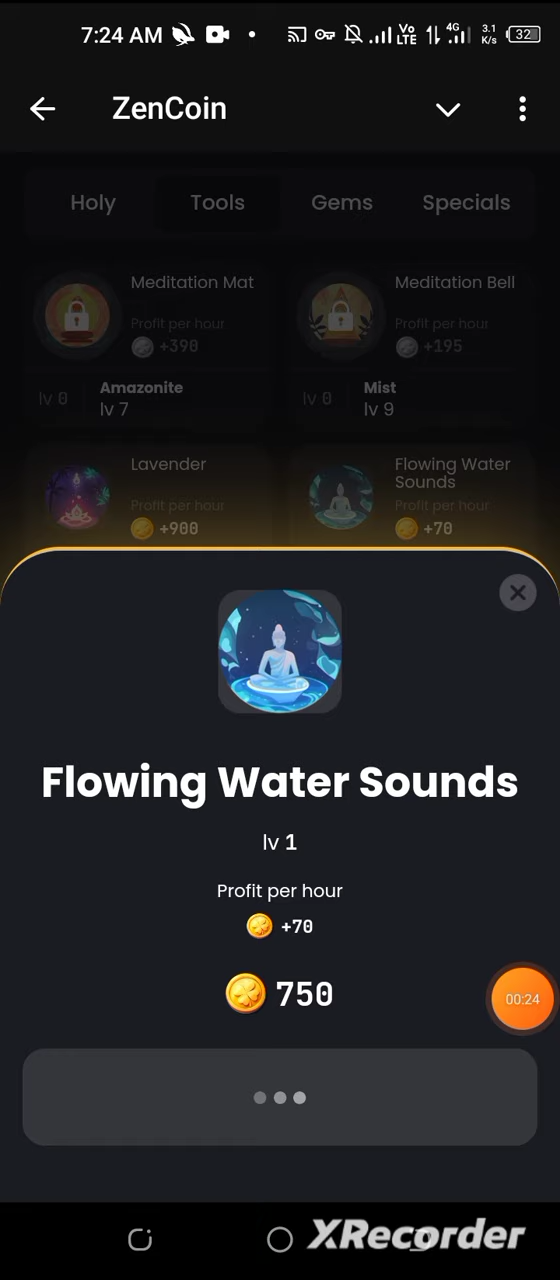 7:24 AM
Vo
LTE
4G
3.1
K/s
32
ZenCoin
Holy
Tools
Gems
Specials
Meditation Mat
Profit per hour
+390
lv 0
Amazonite
lv 7
Meditation Bell
Profit per hour
+195
lv 0
Mist
lv 9
Lavender
Profit per hour
+900
Flowing Water
Sounds
Profit per hour
+70
Flowing Water Sounds
lv 1
Profit per hour
+70
750
00:24
XRecorder